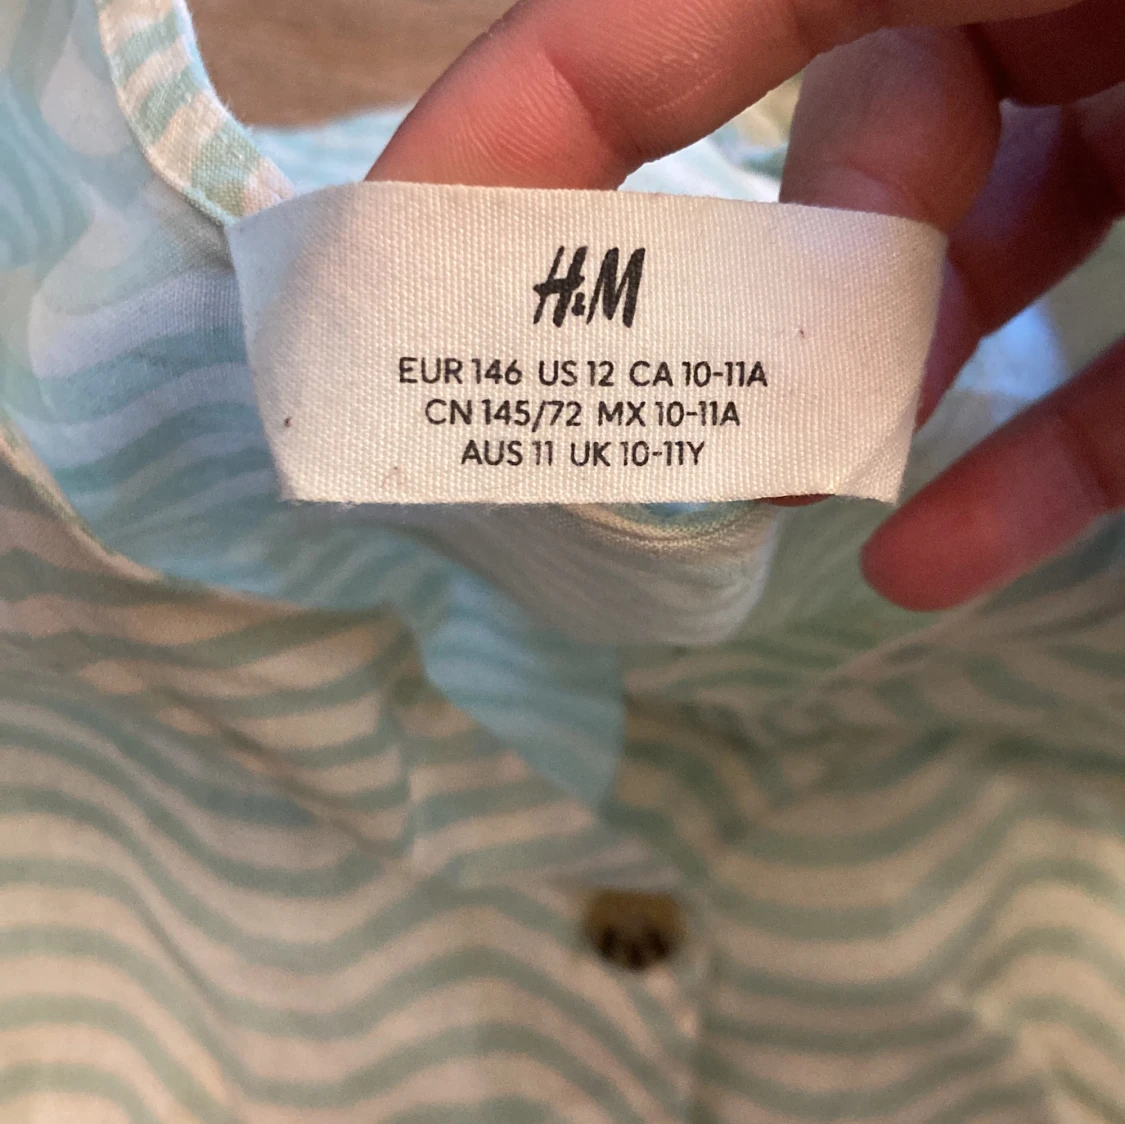 H&M
EUR 146 US 12 CA 10-11A
CN 145/72 MX 10-11A
AUS 11 UK 10-11Y